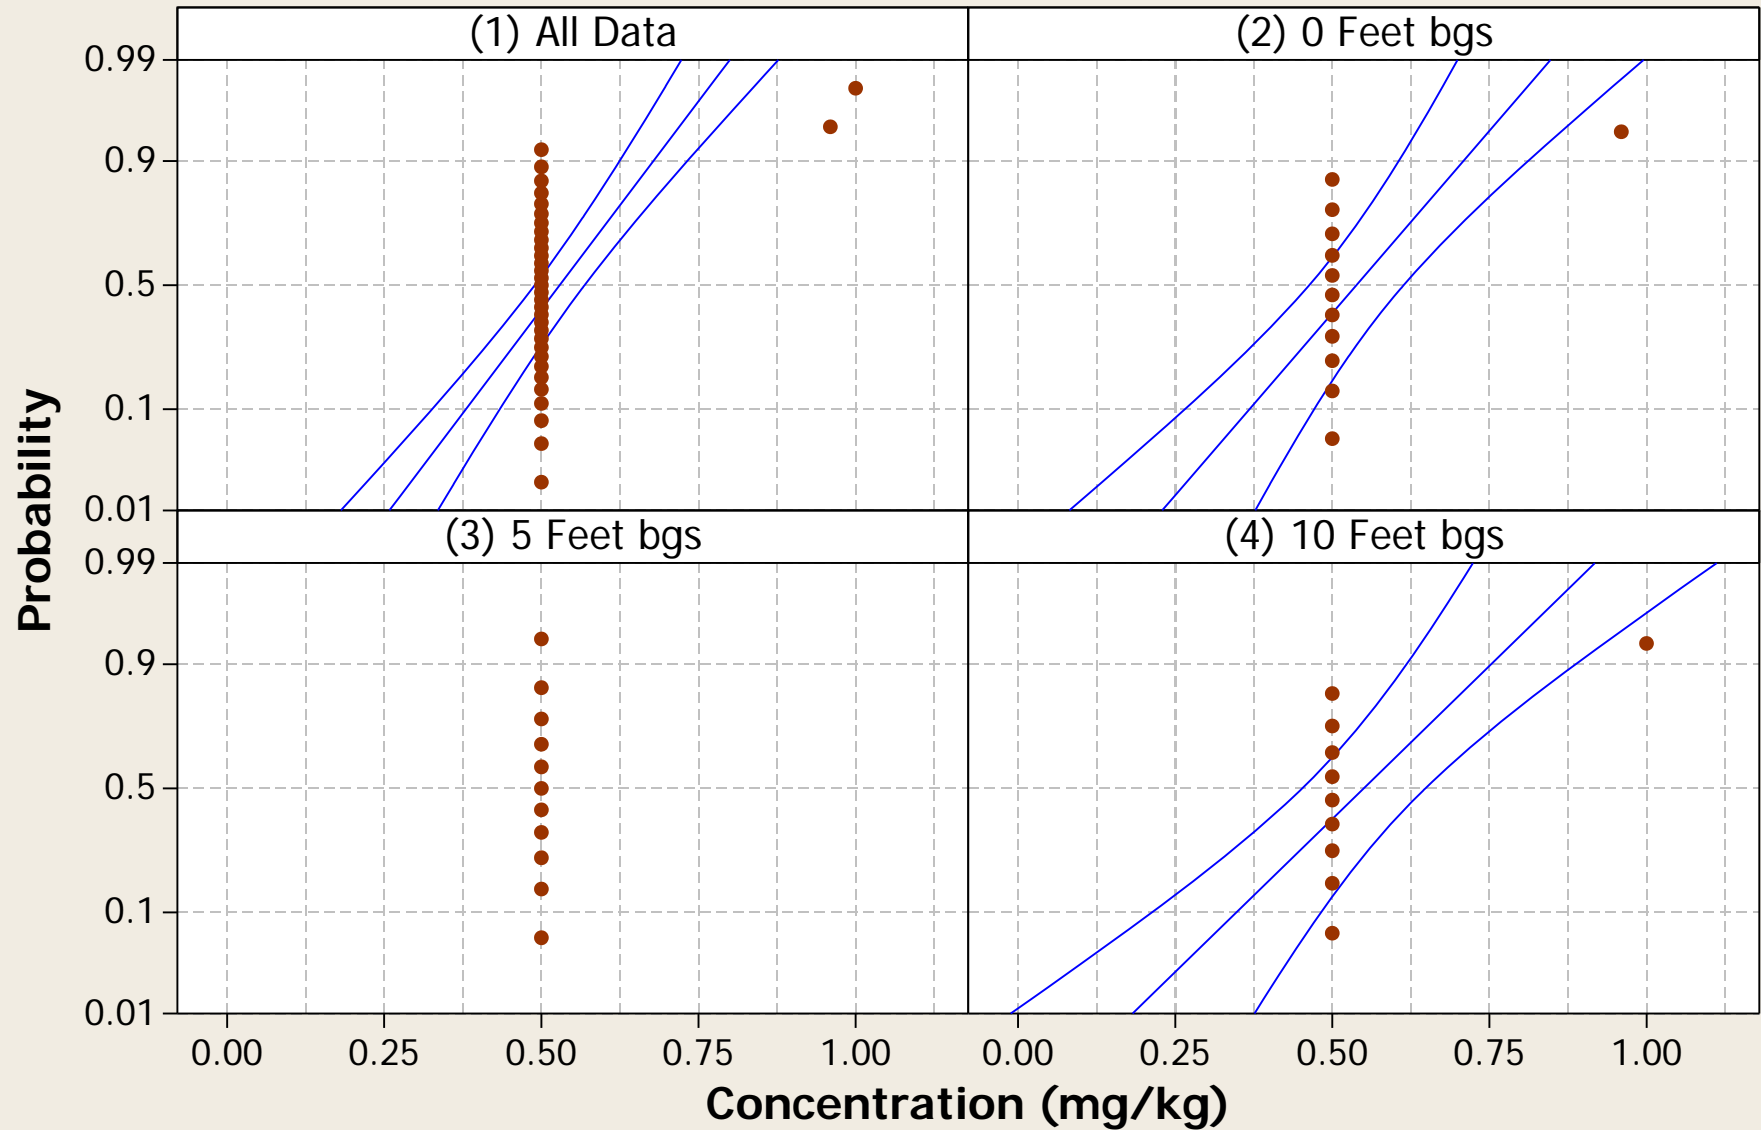 (1) All Data
(2) 0 Feet bgs
0.99
0.9
0.5
0.1
0.01
(3) 5 Feet bgs
(4) 10 Feet bgs
0.99
0.9
0.5
0.1
0.01
0.00 0.25 0.50 0.75 1.00
0.00 0.25 0.50 0.75 1.00
Probability
Concentration (mg/kg)